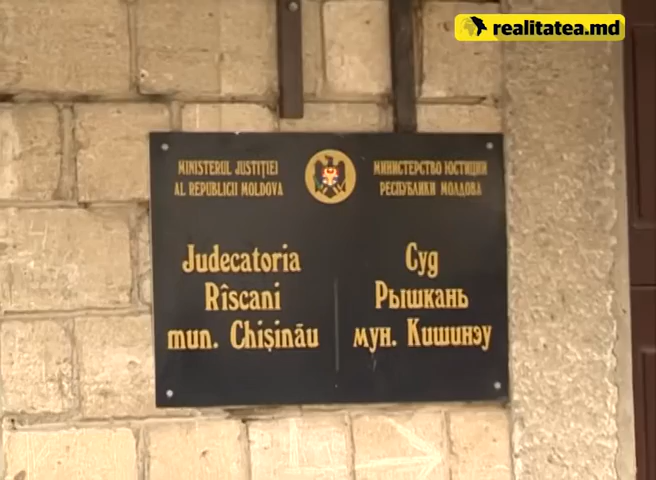 realitatea.md
MINISTERUL JUSTIŢIEI
AL REPUBLICII MOLDOVA
МИНИСТЕРСТВО ЮСТИЦИИ
РЕСПУБЛИКИ МОЛДОВА
Judecatoria
Rîscani
mun. Chişinău
Суд
Рышкань
мун. Кишинэу